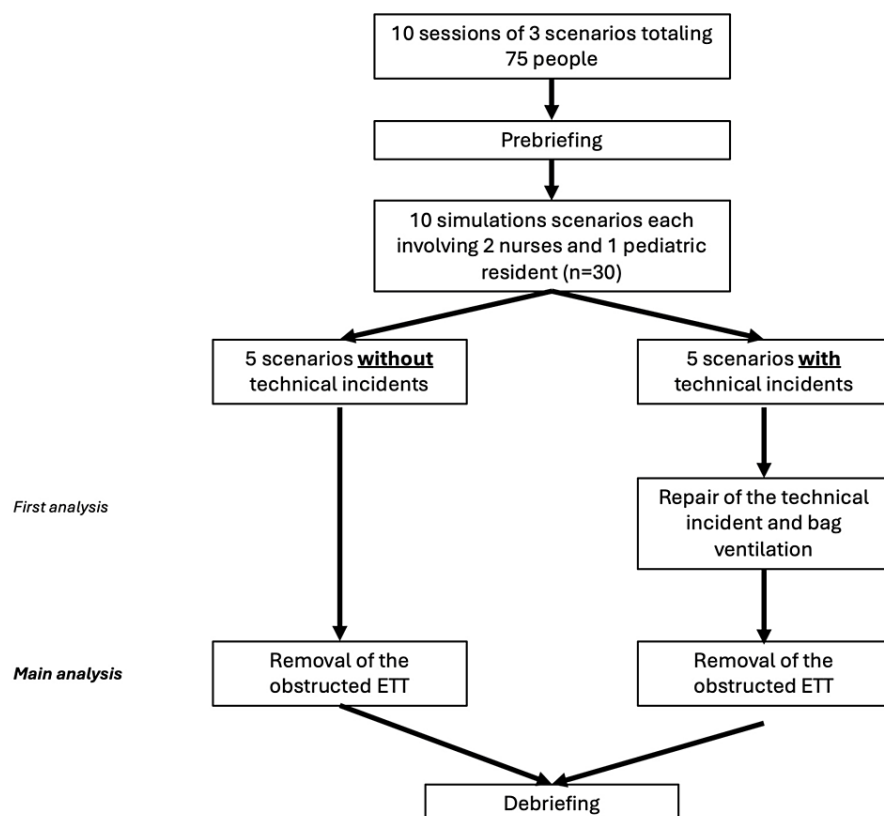 10 sessions of 3 scenarios totaling
75 people
Prebriefing
10 simulations scenarios each
involving 2 nurses and 1 pediatric
resident (n=30)
5 scenarios without
technical incidents
5 scenarios with
technical incidents
First analysis
Repair of the technical
incident and bag
ventilation
Main analysis
Removal of the
obstructed ETT
Removal of the
obstructed ETT
Debriefing